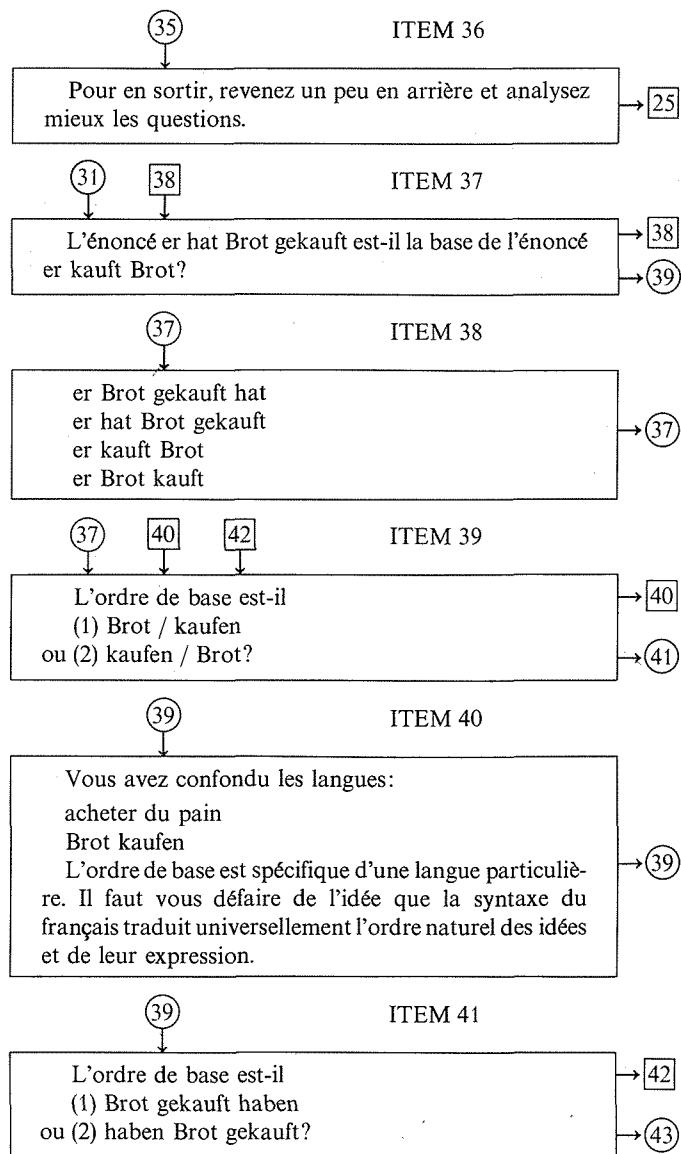 35 ITEM 36
Pour en sortir, revenez un peu en arrière et analysez
mieux les questions.
25
31 38 ITEM 37
L'énoncé er hat Brot gekauft est-il la base de l'énoncé
er kauft Brot?
38
39
37 ITEM 38
er Brot gekauft hat
er hat Brot gekauft
er kauft Brot
er Brot kauft
37
37 40 42 ITEM 39
L'ordre de base est-il
(1) Brot / kaufen
ou (2) kaufen / Brot?
40
41
39 ITEM 40
Vous avez confondu les langues:
acheter du pain
Brot kaufen
L'ordre de base est spécifique d'une langue particuliè-
re. Il faut vous défaire de l'idée que la syntaxe du
français traduit universellement l'ordre naturel des idées
et de leur expression.
39
39 ITEM 41
L'ordre de base est-il
(1) Brot gekauft haben
ou (2) haben Brot gekauft?
42
43